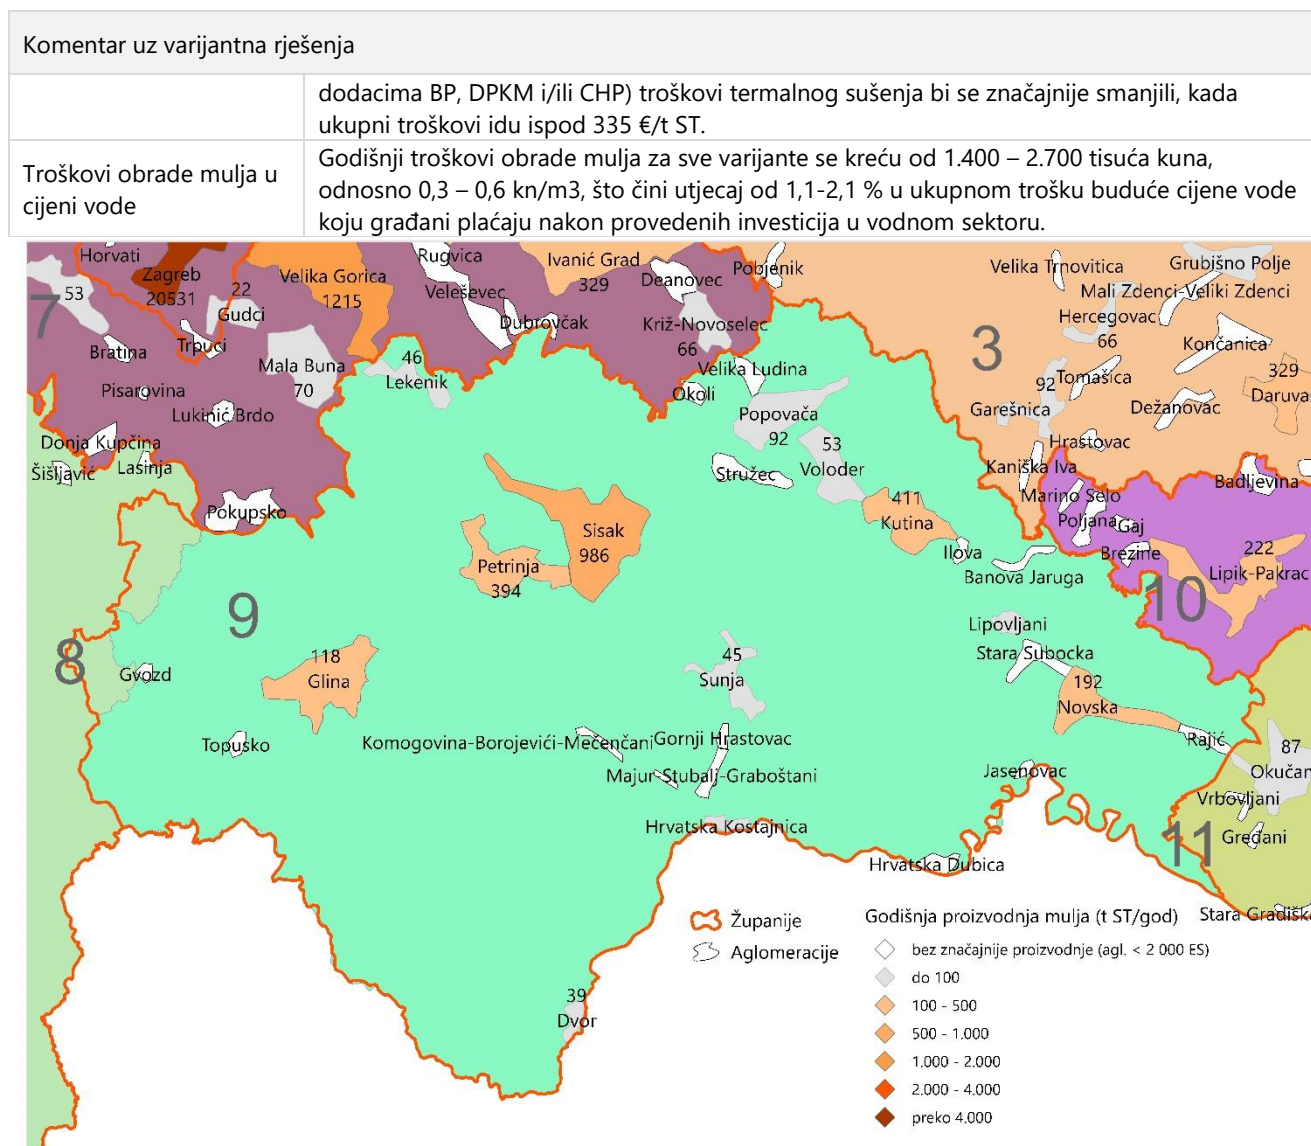 Komentar uz varijantna rješenja
dodacima BP, DPKM i/ili CHP) troškovi termalnog sušenja bi se značajnije smanjili, kada
ukupni troškovi idu ispod 335 €/t ST.
Troškovi obrade mulja u
cijeni vode
Godišnji troškovi obrade mulja za sve varijante se kreću od 1.400 – 2.700 tisuća kuna,
odnosno 0,3 – 0,6 kn/m3, što čini utjecaj od 1,1-2,1 % u ukupnom trošku buduće cijene vode
koju građani plaćaju nakon provedenih investicija u vodnom sektoru.
Horvati
Zagreb
20531
53
7
22
Gudci
Velika Gorica
1215
Rugvica
Veleševec
Ivanić Grad
329
Deanovec
Pobjenik
Velika Trnovitica
Grubišno Polje
Mali Zdenci-Veliki Zdenci
Hercegovac
66
Končanica
Dubrovčak
Križ-Novoselec
66
Bratina
Trpuci
Mala Buna
70
46
Lekenik
Pisarovina
Lukinić Brdo
Velika Ludina
Okoli
Popovača
92
3
92
Tomašica
Garešnica
Dežanovac
329
Daruva
Donja Kupčina
Šišljavić
Lasinja
Hrastovac
Kaniška Iva
53
Voloder
Stružec
Marino Selo
Badljevina
Pokupsko
Poljana
Gaj
Brezine
411
Kutina
Ilova
Banova Jaruga
222
Lipik-Pakrac
10
Sisak
986
Petrinja
394
9
8
Gvozd
118
Glina
Lipovljani
Stara Subocka
45
Sunja
192
Novska
Topusko
Komogovina-Borojevići-Mečenčani
Gornji Hrastovac
Majur-Stubalj-Graboštani
Rajić
87
Okučan
Jasenovac
Vrbovljani
Hrvatska Kostajnica
Gređani
11
Hrvatska Dubica
Stara Gradiška
39
Dvor
Županije
Aglomeracije
Godišnja proizvodnja mulja (t ST/god)
bez značajnije proizvodnje (agl. < 2 000 ES)
do 100
100 - 500
500 - 1.000
1.000 - 2.000
2.000 - 4.000
preko 4.000